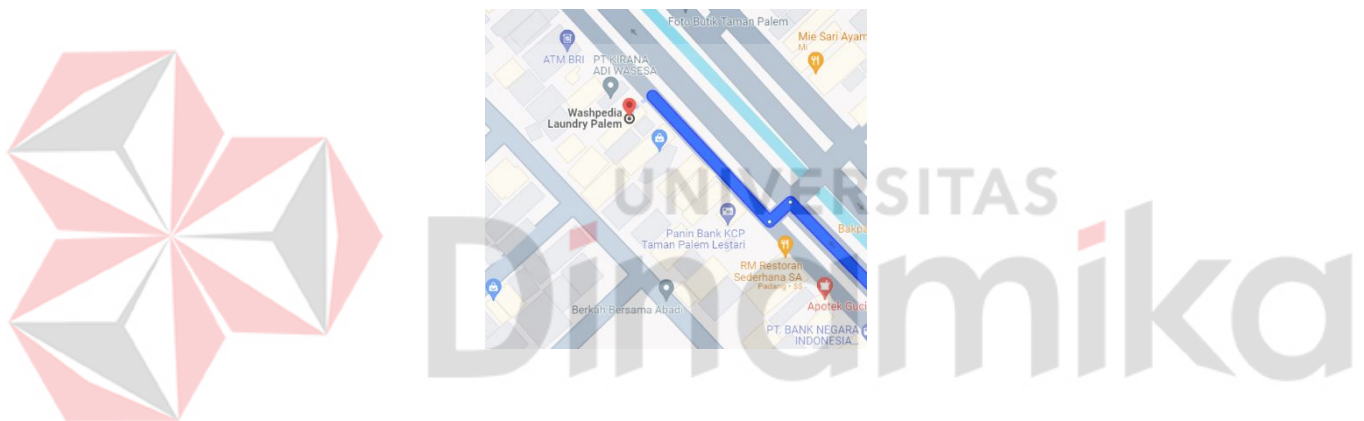 Foto Butik Taman Palem
Mie Sari Ayam
Mi
ATM BRI
PT KIRANA
ADI WASESA
Washpedia
Laundry Palem
UNIVERSITAS
Dinamika
Panin Bank KCP
Taman Palem Lestari
Bakpa
RM Restoran
Sederhana SA
Padang • $$
Apotek Guci
Berkah Bersama Abadi
PT. BANK NEGARA
INDONESIA...